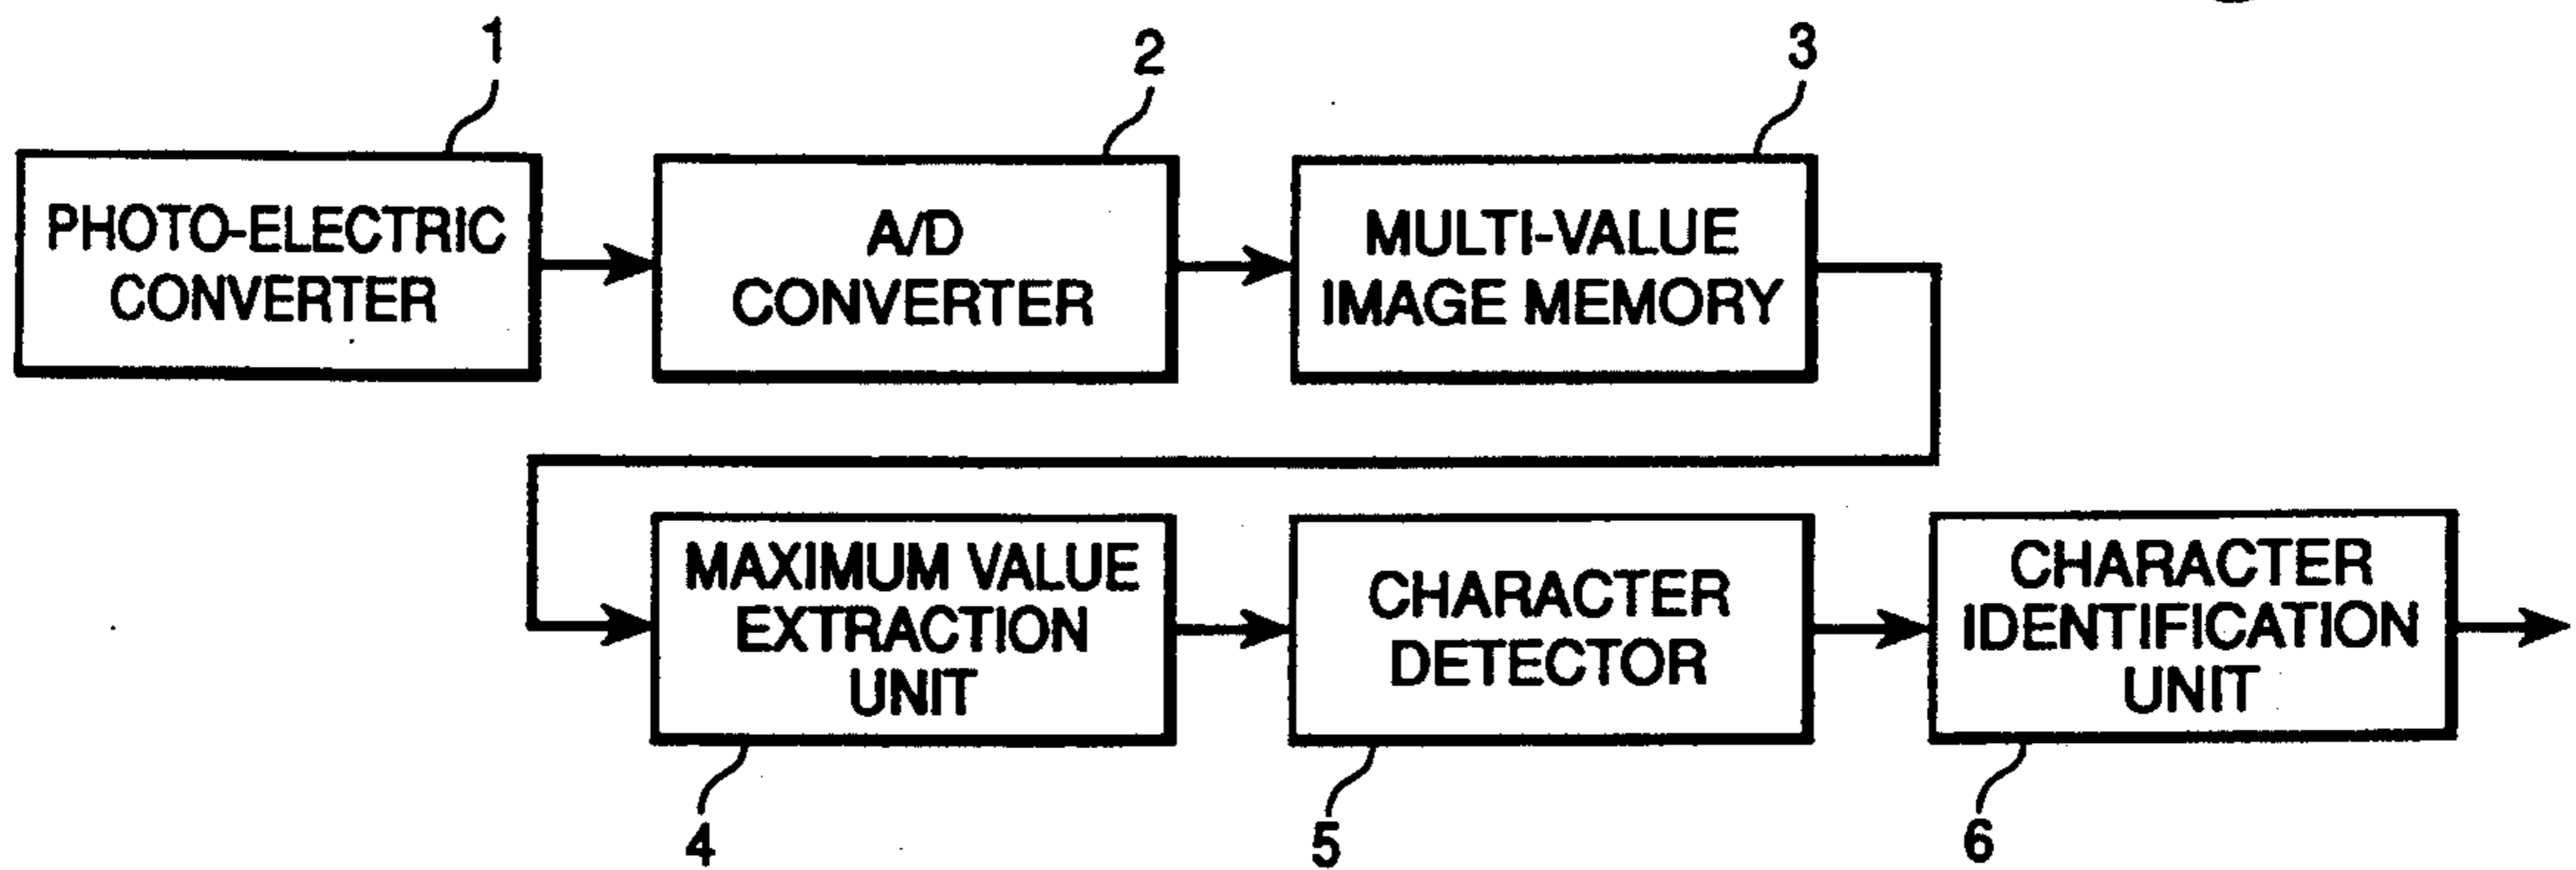 1
2
3
PHOTO-ELECTRIC
CONVERTER
A/D
CONVERTER
MULTI-VALUE
IMAGE MEMORY
MAXIMUM VALUE
EXTRACTION
UNIT
CHARACTER
DETECTOR
CHARACTER
IDENTIFICATION
UNIT
4
5
6